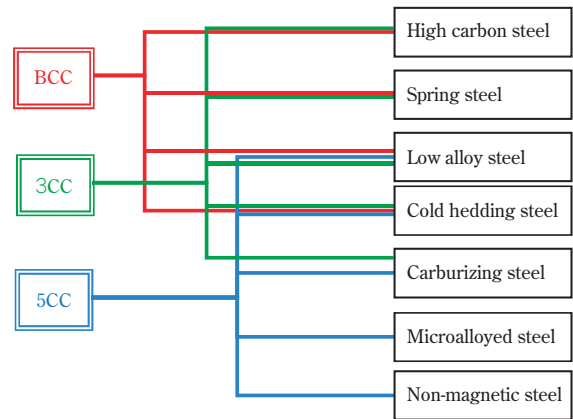 BCC
3CC
5CC
High carbon steel
Spring steel
Low alloy steel
Cold hedding steel
Carburizing steel
Microalloyed steel
Non-magnetic steel